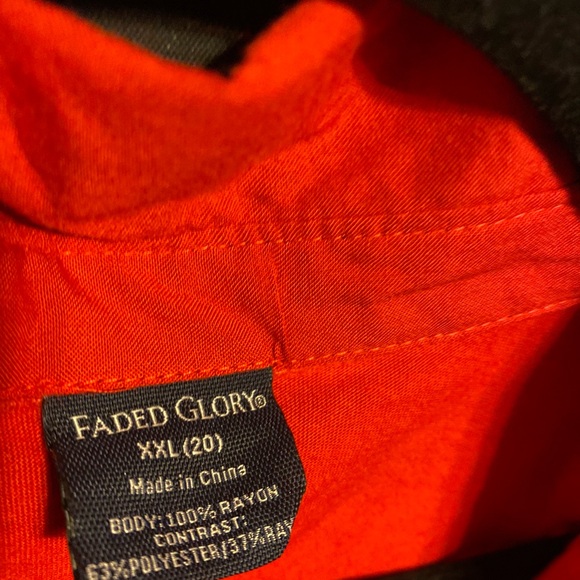 FADED GLORY®
XXL (20)
Made in China
BODY: 100% RAYON
CONTRAST:
63%POLYESTER/37%RAY